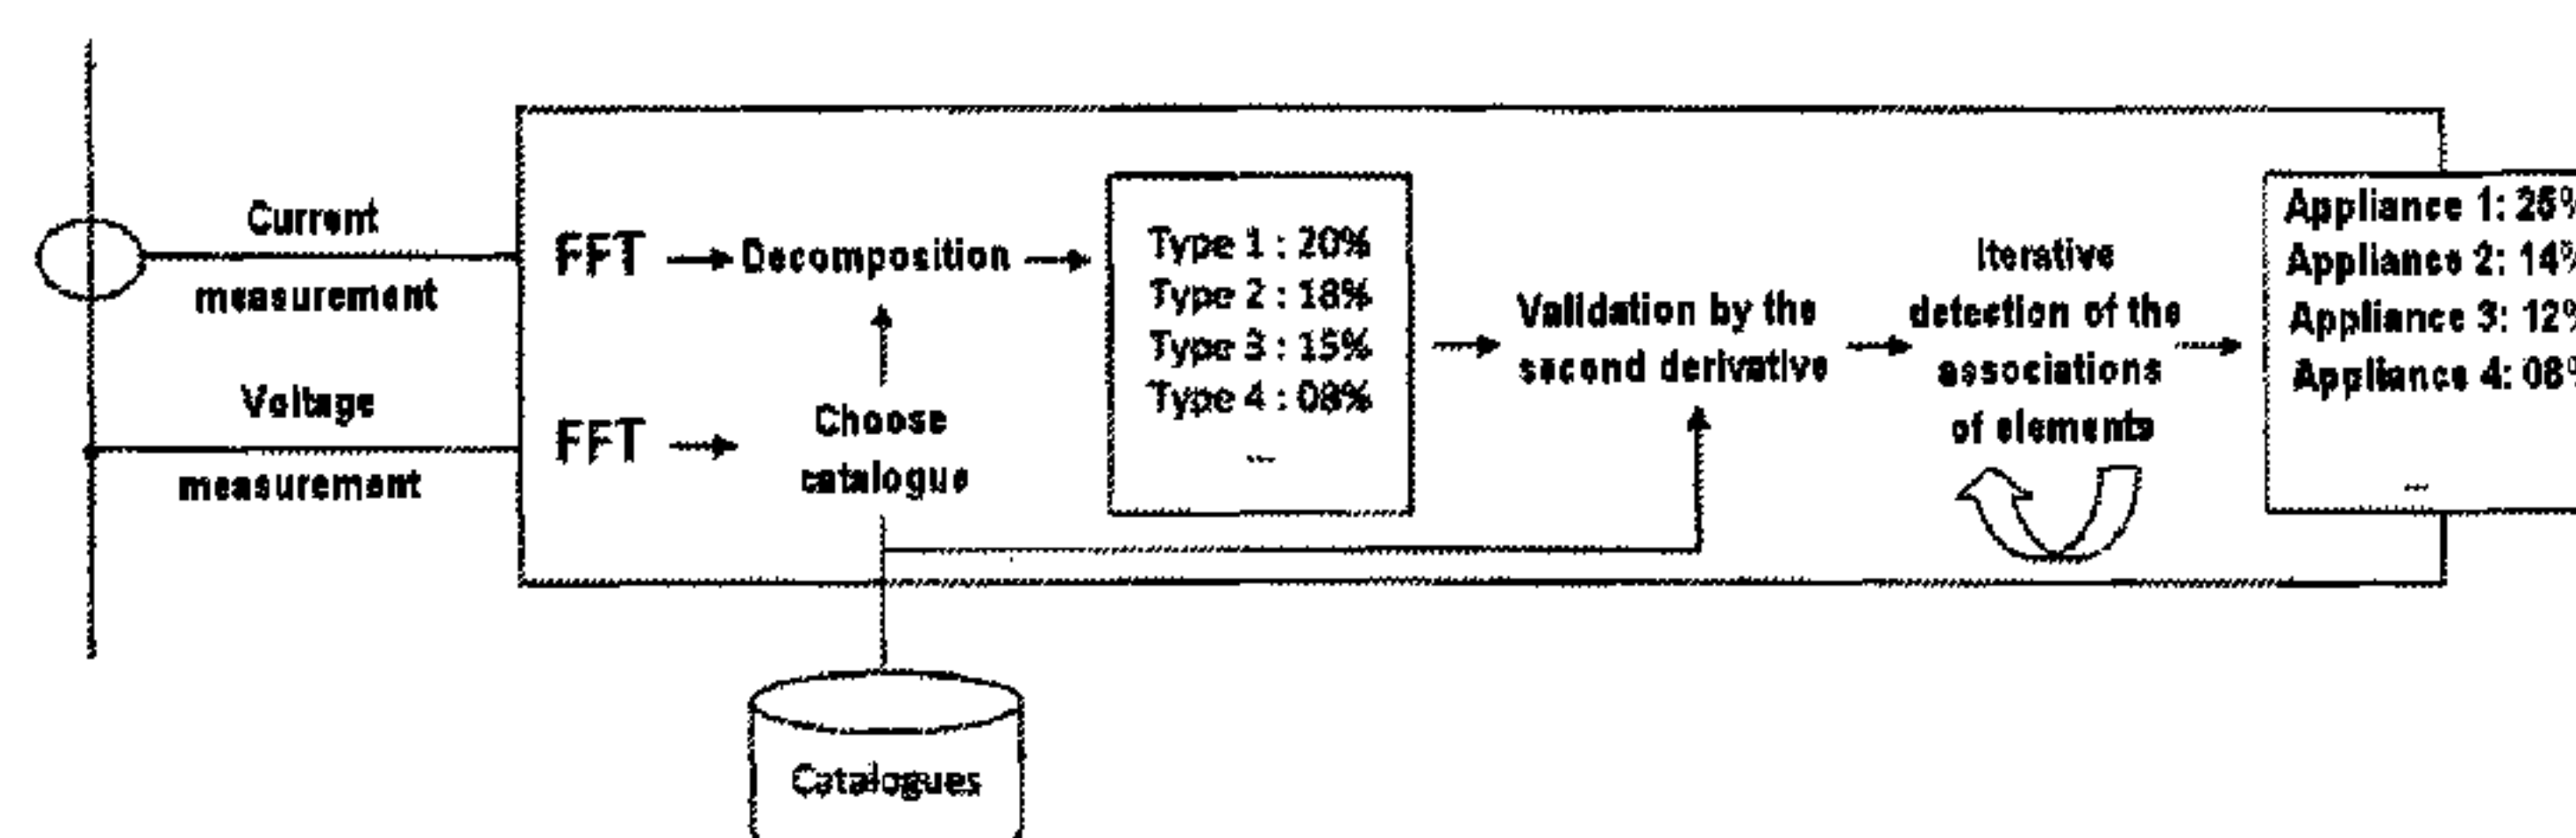 Current
measurement
Voltage
measurement
FFT
Decomposition
FFT
Choose
catalogue
Type 1 : 20%
Type 2 : 18%
Type 3 : 15%
Type 4 : 08%
...
Validation by the
second derivative
Iterative
detection of the
associations
of elements
Appliance 1: 25%
Appliance 2: 14%
Appliance 3: 12%
Appliance 4: 08%
...
Catalogues